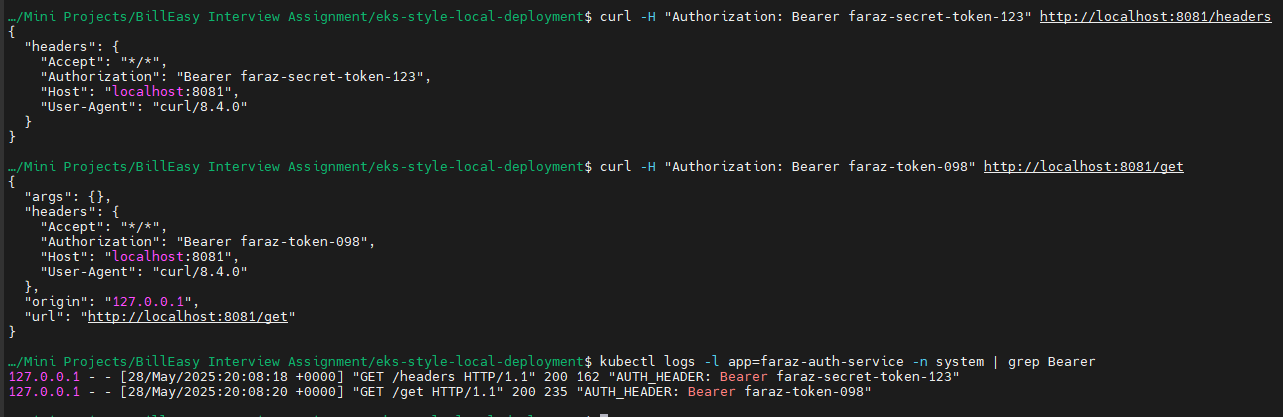 …/Mini Projects/BillEasy Interview Assignment/eks-style-local-deployment$ curl -H "Authorization: Bearer faraz-secret-token-123" http://localhost:8081/headers
{
  "headers": {
    "Accept": "*/*",
    "Authorization": "Bearer faraz-secret-token-123",
    "Host": "localhost:8081",
    "User-Agent": "curl/8.4.0"
  }
}
…/Mini Projects/BillEasy Interview Assignment/eks-style-local-deployment$ curl -H "Authorization: Bearer faraz-token-098" http://localhost:8081/get
{
  "args": {},
  "headers": {
    "Accept": "*/*",
    "Authorization": "Bearer faraz-token-098",
    "Host": "localhost:8081",
    "User-Agent": "curl/8.4.0"
  },
  "origin": "127.0.0.1",
  "url": "http://localhost:8081/get"
}
…/Mini Projects/BillEasy Interview Assignment/eks-style-local-deployment$ kubectl logs -l app=faraz-auth-service -n system | grep Bearer
127.0.0.1 - - [28/May/2025:20:08:18 +0000] "GET /headers HTTP/1.1" 200 162 "AUTH_HEADER: Bearer faraz-secret-token-123"
127.0.0.1 - - [28/May/2025:20:08:20 +0000] "GET /get HTTP/1.1" 200 235 "AUTH_HEADER: Bearer faraz-token-098"